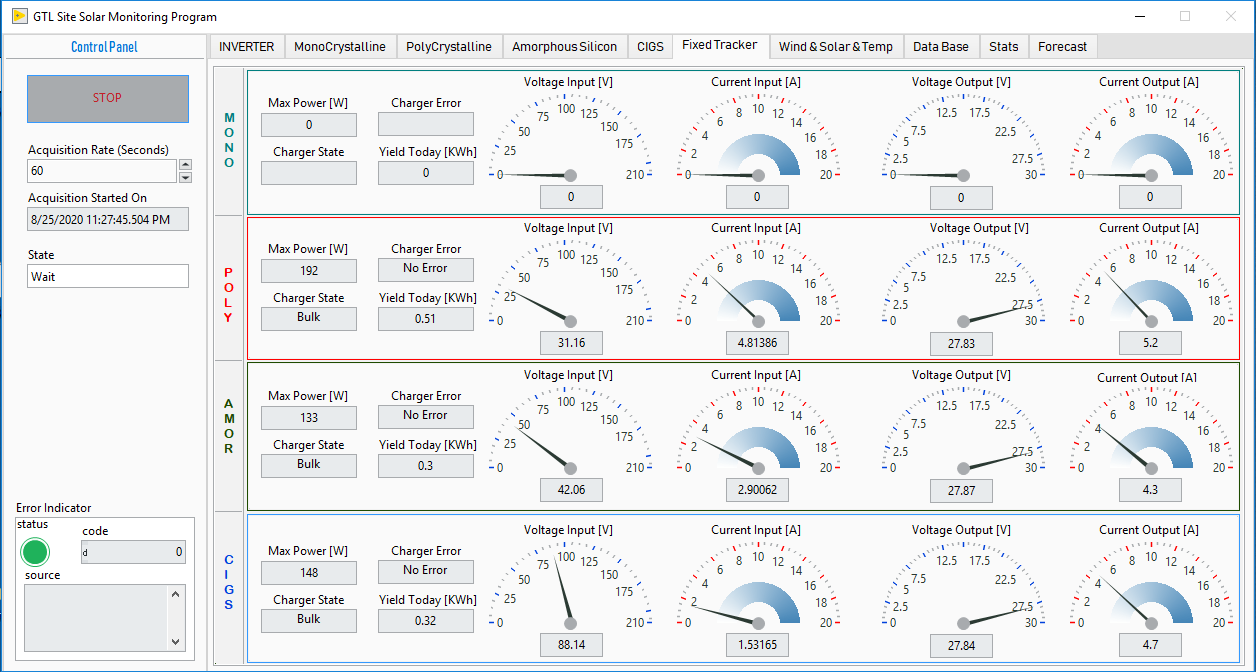 GTL Site Solar Monitoring Program
Control Panel
STOP
Acquisition Rate (Seconds)
60
Acquisition Started On
8/25/2020 11:27:45.504 PM
State
Wait
Error Indicator
status
code
d 0
source
INVERTER MonoCrystalline PolyCrystalline Amorphous Silicon CIGS Fixed Tracker Wind & Solar & Temp Data Base Stats Forecast
MONO
Max Power [W]
0
Charger Error
Charger State
Yield Today [KWh]
0
Voltage Input [V]
0 25 50 75 100 125 150 175 210
0
Current Input [A]
0 2 4 6 8 10 12 14 16 18 20
0
Voltage Output [V]
0 2.5 5 7.5 12.5 17.5 22.5 27.5 30
0
Current Output [A]
0 2 4 6 8 10 12 14 16 18 20
0
POLY
Max Power [W]
192
Charger Error
No Error
Charger State
Bulk
Yield Today [KWh]
0.51
Voltage Input [V]
0 25 50 75 100 125 150 175 210
31.16
Current Input [A]
0 2 4 6 8 10 12 14 16 18 20
4.81386
Voltage Output [V]
0 2.5 5 7.5 12.5 17.5 22.5 27.5 30
27.83
Current Output [A]
0 2 4 6 8 10 12 14 16 18 20
5.2
AMOR
Max Power [W]
133
Charger Error
No Error
Charger State
Bulk
Yield Today [KWh]
0.3
Voltage Input [V]
0 25 50 75 100 125 150 175 210
42.06
Current Input [A]
0 2 4 6 8 10 12 14 16 18 20
2.90062
Voltage Output [V]
0 2.5 5 7.5 12.5 17.5 22.5 27.5 30
27.87
Current Output [A]
0 2 4 6 8 10 12 14 16 18 20
4.3
CIGS
Max Power [W]
148
Charger Error
No Error
Charger State
Bulk
Yield Today [KWh]
0.32
Voltage Input [V]
0 25 50 75 100 125 150 175 210
88.14
Current Input [A]
0 2 4 6 8 10 12 14 16 18 20
1.53165
Voltage Output [V]
0 2.5 5 7.5 12.5 17.5 22.5 27.5 30
27.84
Current Output [A]
0 2 4 6 8 10 12 14 16 18 20
4.7